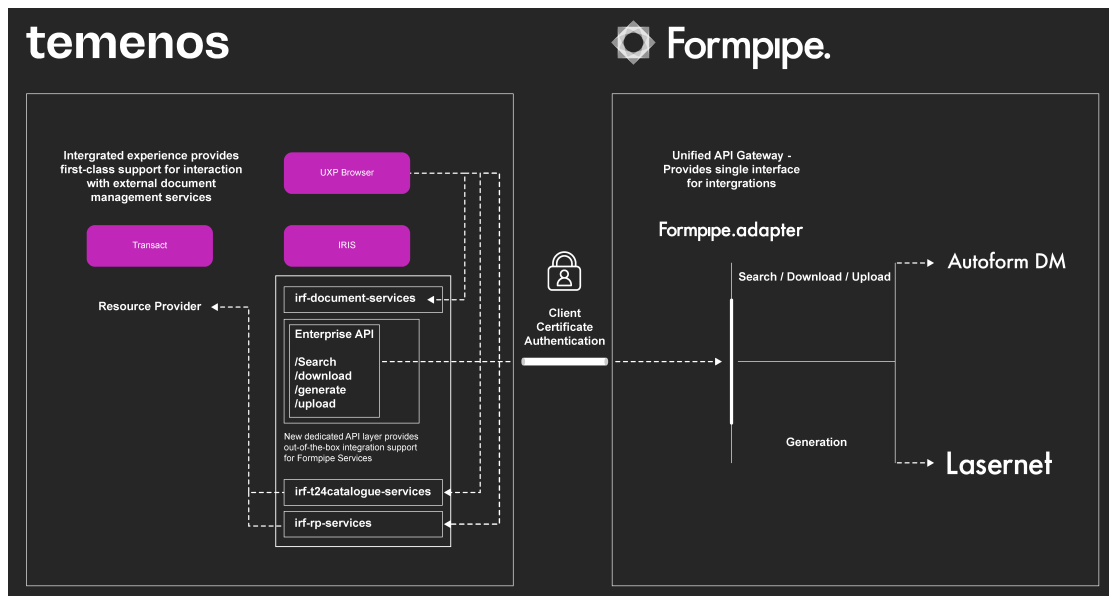 temenos
Formpipe.
Intergrated experience provides
first-class support for interaction
with external document
management services
UXP Browser
Transact
IRIS
Resource Provider
irf-document-services
Enterprise API
/Search
/download
/generate
/upload
New dedicated API layer provides
out-of-the-box integration support
for Formpipe Services
irf-t24catalogue-services
irf-rp-services
Client
Certificate
Authentication
Unified API Gateway -
Provides single interface
for intergrations
Formpipe.adapter
Search / Download / Upload
Autoform DM
Generation
Lasernet